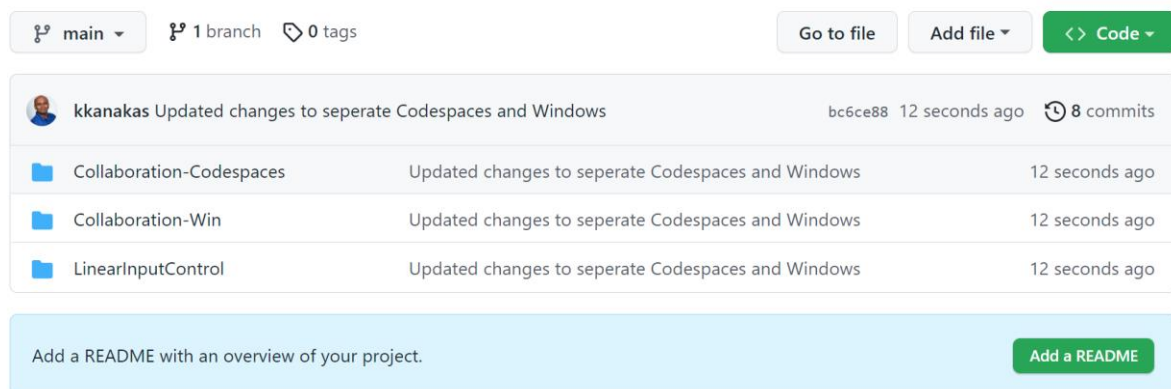 main 1 branch 0 tags Go to file Add file <> Code
kkanakas Updated changes to seperate Codespaces and Windows bc6ce88 12 seconds ago 8 commits
Collaboration-Codespaces Updated changes to seperate Codespaces and Windows 12 seconds ago
Collaboration-Win Updated changes to seperate Codespaces and Windows 12 seconds ago
LinearInputControl Updated changes to seperate Codespaces and Windows 12 seconds ago
Add a README with an overview of your project. Add a README